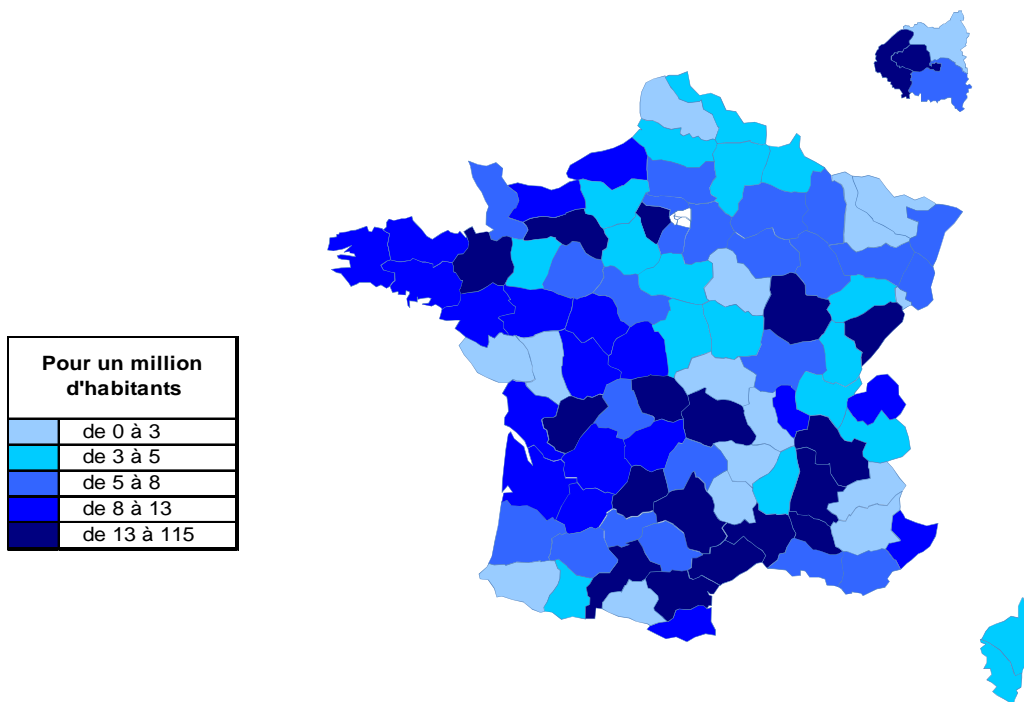 Pour un million
d'habitants
de 0 à 3
de 3 à 5
de 5 à 8
de 8 à 13
de 13 à 115